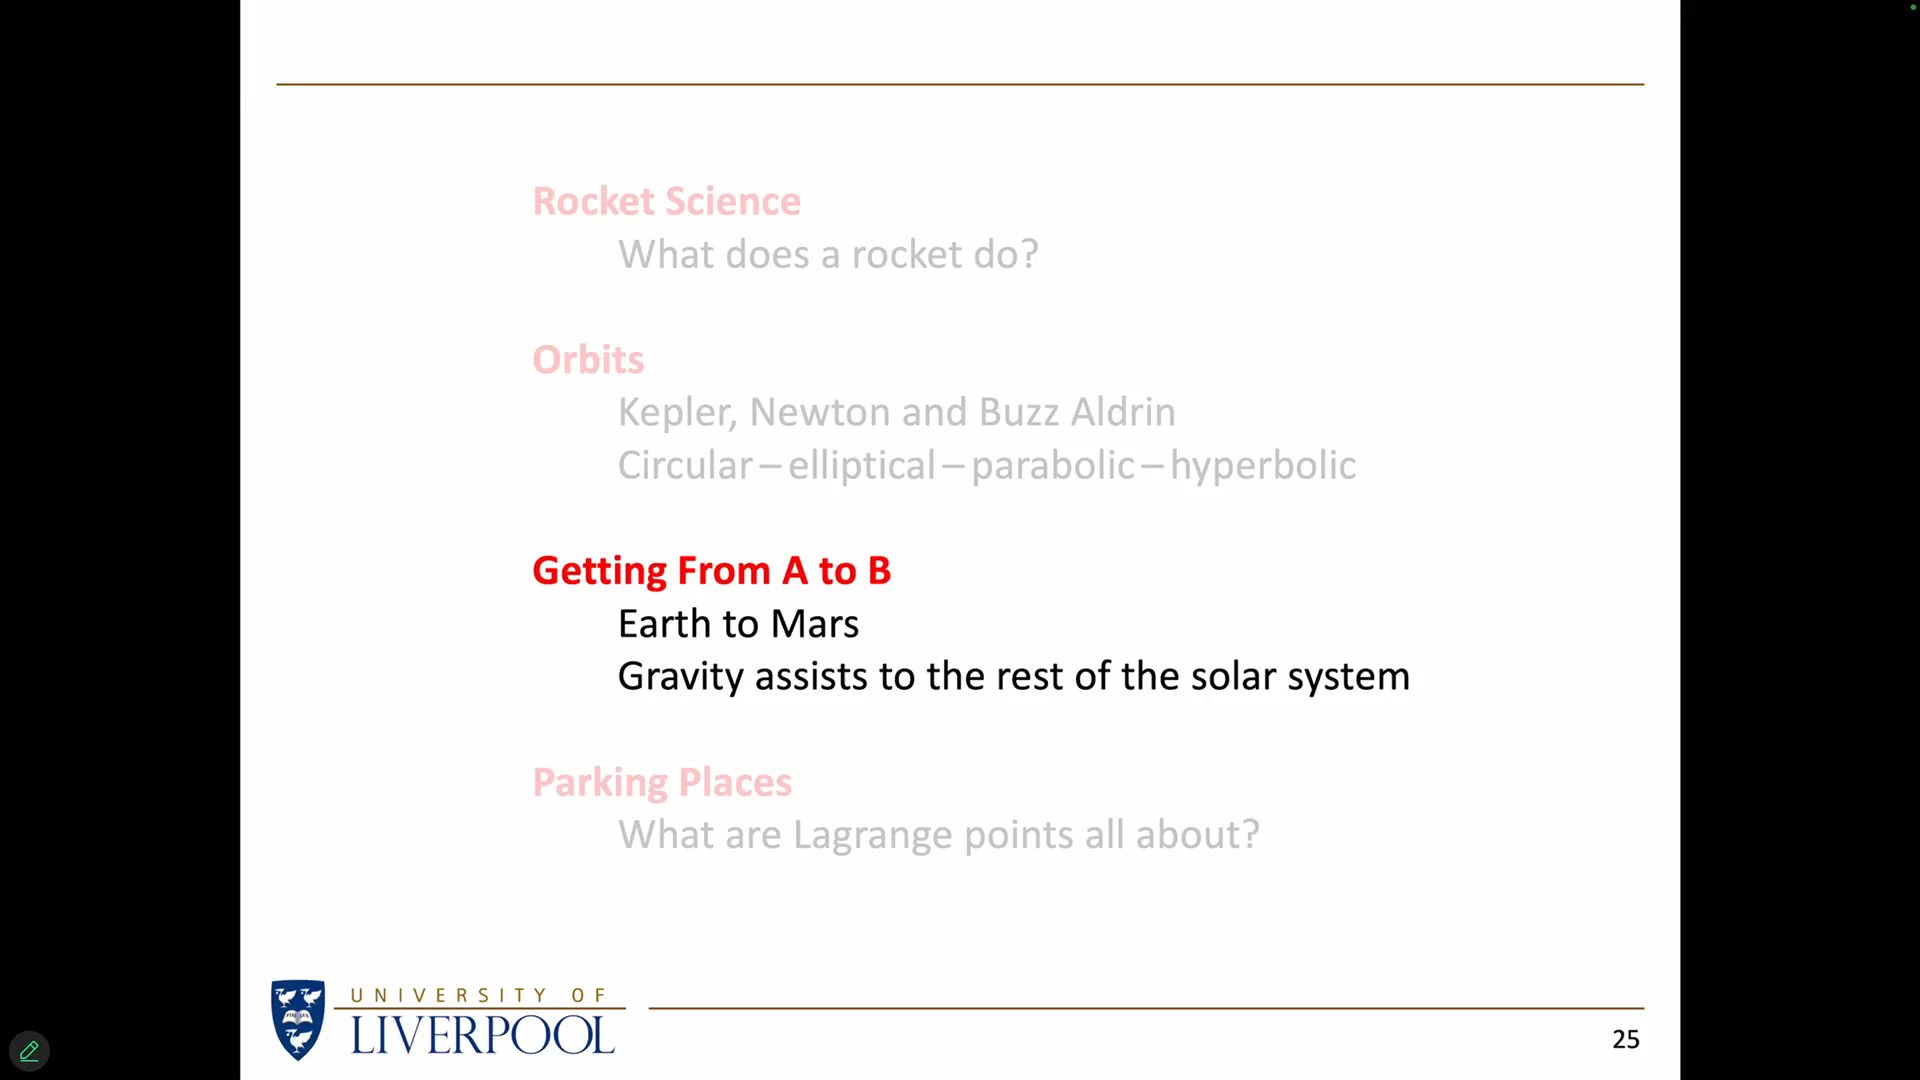 Rocket Science
What does a rocket do?
Orbits
Kepler, Newton and Buzz Aldrin
Circular – elliptical – parabolic – hyperbolic
Getting From A to B
Earth to Mars
Gravity assists to the rest of the solar system
Parking Places
What are Lagrange points all about?
UNIVERSITY OF
LIVERPOOL
25